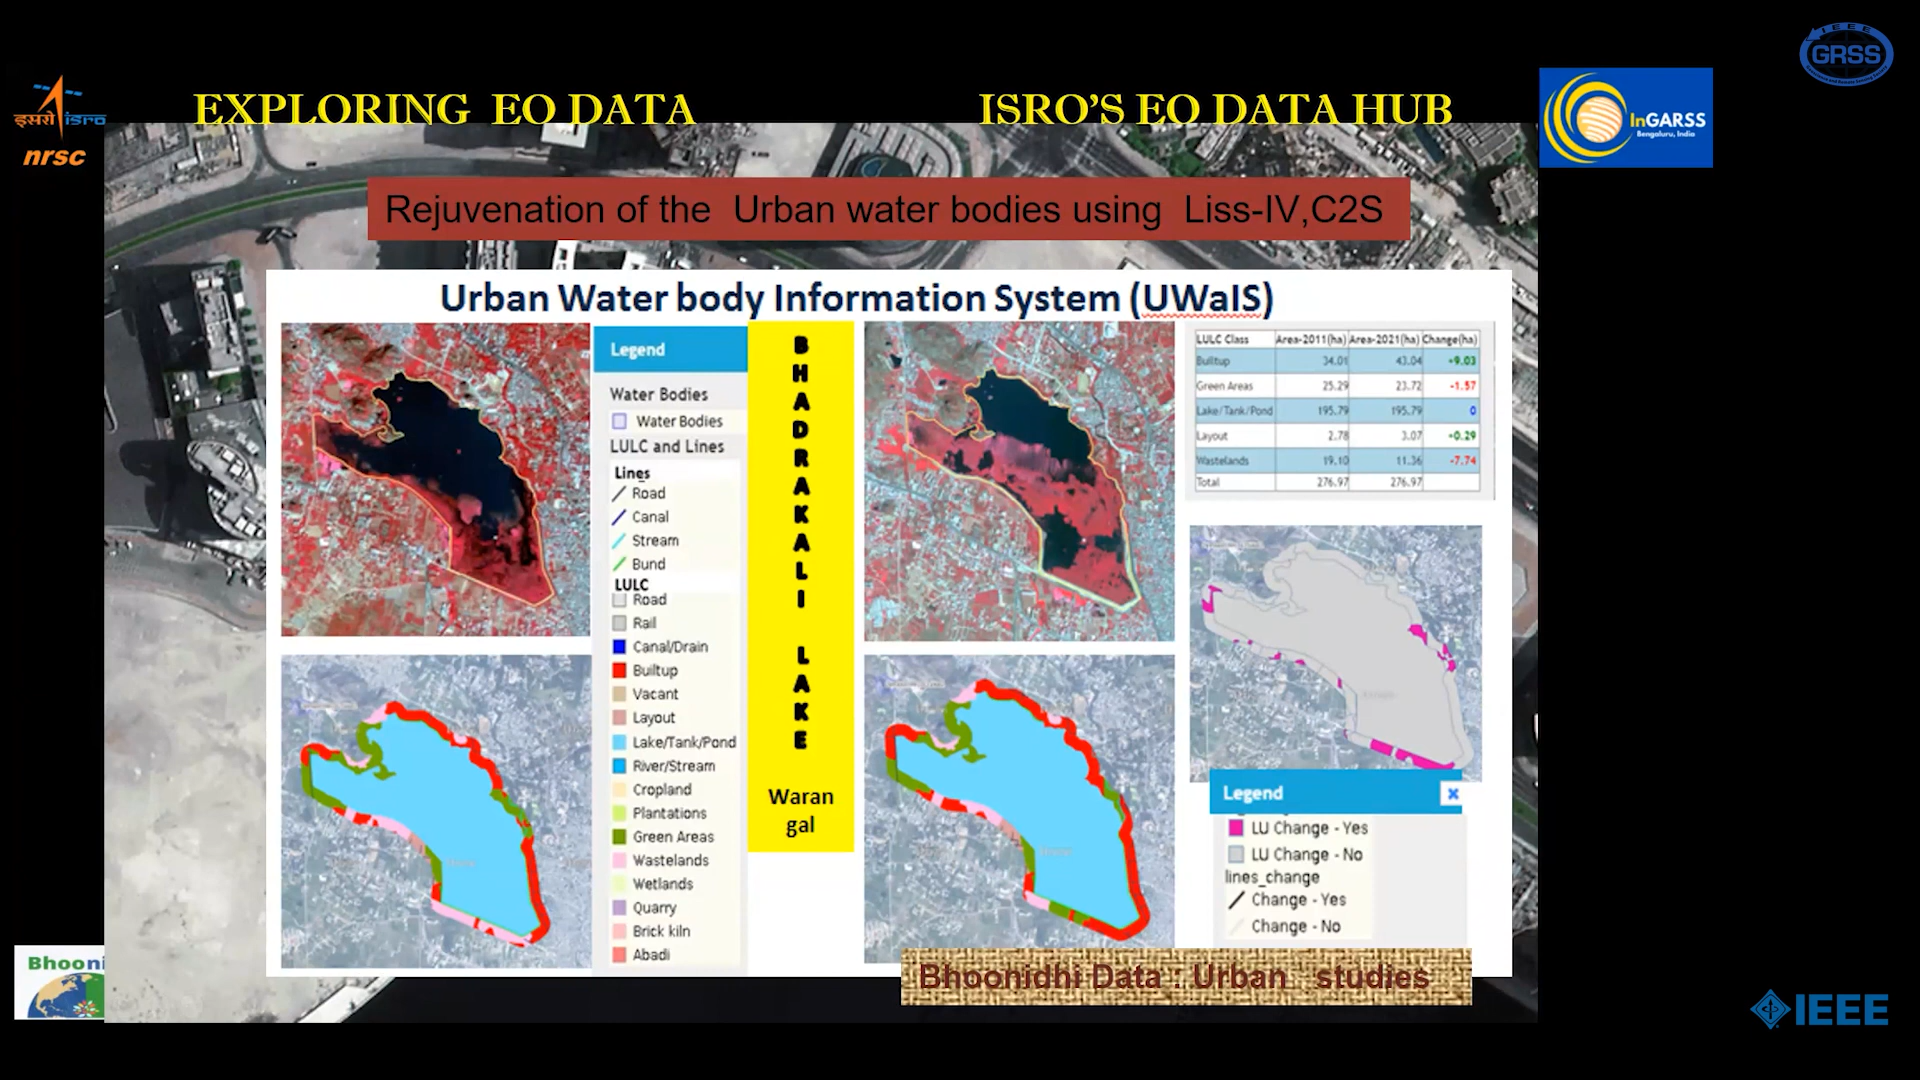 IEEE
GRSS
EXPLORING EO DATA
ISRO'S EO DATA HUB
इसरो isro
nrsc
InGARSS
Bengaluru, India
Rejuvenation of the Urban water bodies using Liss-IV,C2S
Urban Water body Information System (UWaIS)
Legend
Water Bodies
Water Bodies
LULC and Lines
Lines
Road
Canal
Stream
Bund
LULC
Road
Rail
Canal/Drain
Builtup
Vacant
Layout
Lake/Tank/Pond
River/Stream
Cropland
Plantations
Green Areas
Wastelands
Wetlands
Quarry
Brick kiln
Abadi
BHADRAKALI LAKE
Waran
gal
LULC Class Area-2011(ha) Area-2021(ha) Change(ha)
Builtup 34.01 43.04 +9.03
Green Areas 25.29 23.72 -1.57
Lake/Tank/Pond 195.79 195.79 0
Layout 2.78 3.07 +0.29
Wastelands 19.10 11.36 -7.74
Total 276.97 276.97
Legend
LU Change - Yes
LU Change - No
lines_change
Change - Yes
Change - No
Bhoonidhi Data : Urban studies
Bhooni
IEEE